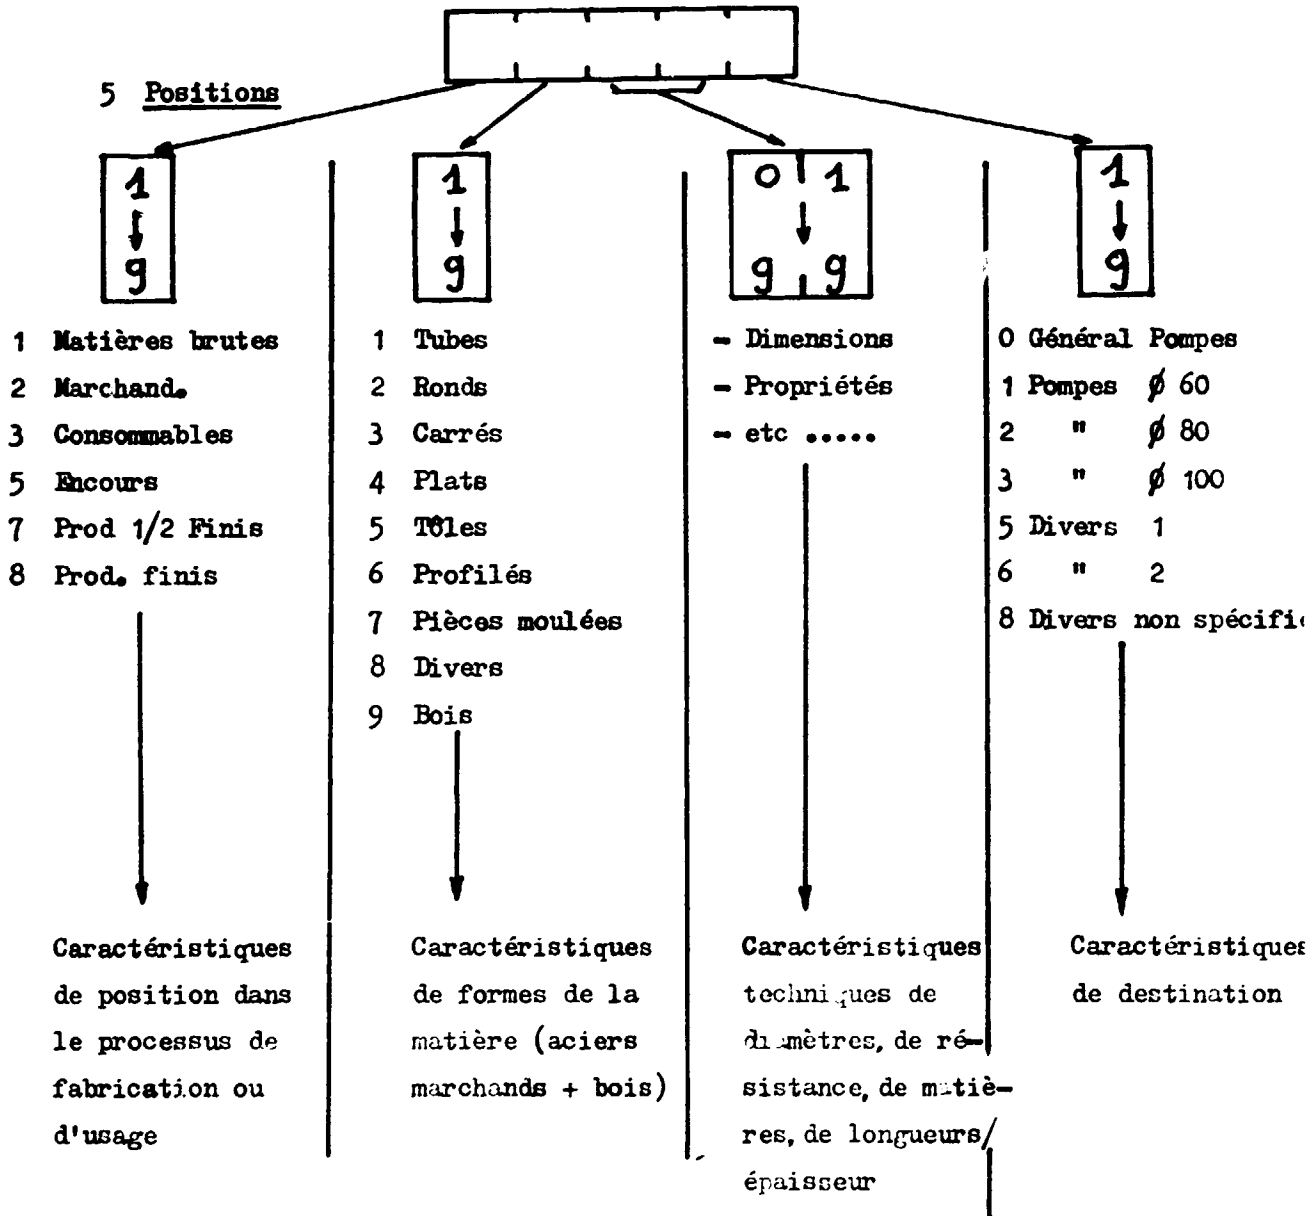 5 Positions
1
9
1
9
0 1
9 9
1
9
1 Matières brutes
2 Marchand.
3 Consommables
5 Encours
7 Prod 1/2 Finis
8 Prod. finis
Caractéristiques
de position dans
le processus de
fabrication ou
d'usage
1 Tubes
2 Ronds
3 Carrés
4 Plats
5 Tôles
6 Profilés
7 Pièces moulées
8 Divers
9 Bois
Caractéristiques
de formes de la
matière (aciers
marchands + bois)
- Dimensions
- Propriétés
- etc .....
Caractéristiques
techniques de
diamètres, de ré-
sistance, de matiè-
res, de longueurs/
épaisseur
0 Général Pompes
1 Pompes ø 60
2 " ø 80
3 " ø 100
5 Divers 1
6 " 2
8 Divers non spécifi
Caractéristiques
de destination